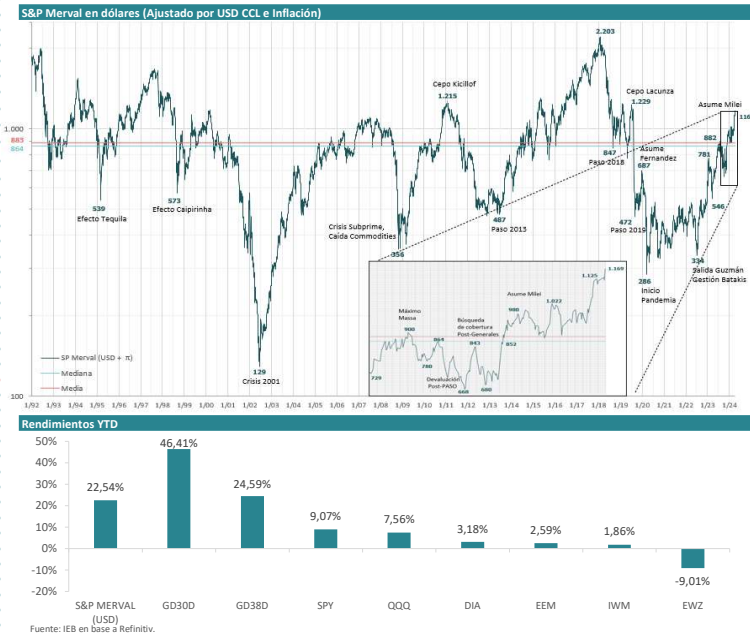 S&P Merval en dólares (Ajustado por USD CCL e Inflación)
2.203
Cepo Kicillof
1.215
Cepo Lacunza
1.229
Asume Milei
116
1.000
885
864
882
847
Paso 2018
Asume
Fernandez
687
781
539
Efecto Tequila
573
Efecto Caipirinha
487
Paso 2013
472
Paso 2019
546
Crisis Subprime,
Caída Commodities
356
334
Salida Guzmán
Gestión Batakis
286
Inicio
Pandemia
1.169
1.125
Asume Milei
1.022
988
Máximo
Massa
900
Búsqueda
de cobertura
Post-Generales
864
843
852
780
729
Devaluación
Post-PASO
668
680
SP Merval (USD + π)
Mediana
Media
129
Crisis 2001
100
1/92 1/93 1/94 1/95 1/96 1/97 1/98 1/99 1/00 1/01 1/02 1/03 1/04 1/05 1/06 1/07 1/08 1/09 1/10 1/11 1/12 1/13 1/14 1/15 1/16 1/17 1/18 1/19 1/20 1/21 1/22 1/23 1/24
Rendimientos YTD
50%
40%
30%
20%
10%
0%
-10%
-20%
22,54%
46,41%
24,59%
9,07%
7,56%
3,18%
2,59%
1,86%
-9,01%
S&P MERVAL
(USD)
GD30D
GD38D
SPY
QQQ
DIA
EEM
IWM
EWZ
Fuente: IEB en base a Refinitiv.